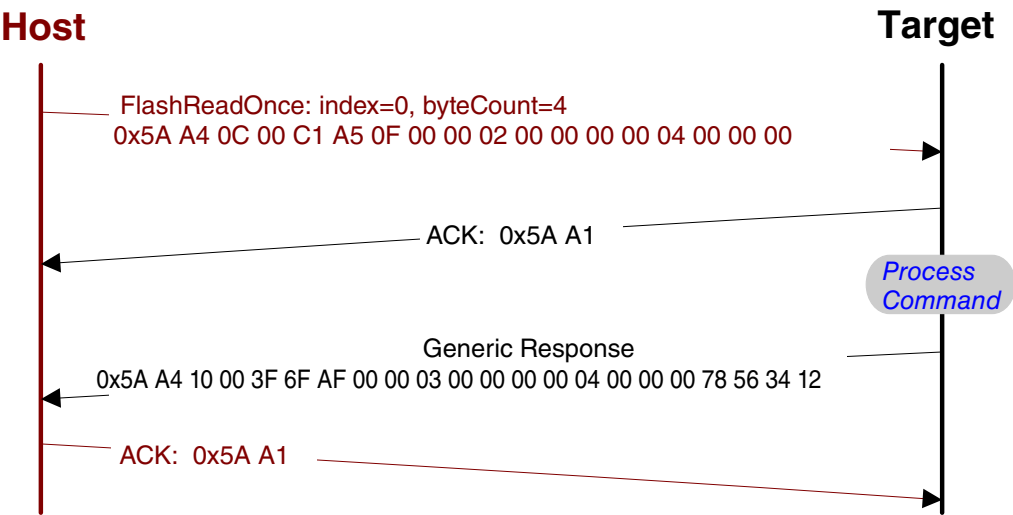 Host
Target
FlashReadOnce: index=0, byteCount=4
0x5A A4 0C 00 C1 A5 0F 00 00 02 00 00 00 00 04 00 00 00
ACK: 0x5A A1
Process
Command
Generic Response
0x5A A4 10 00 3F 6F AF 00 00 03 00 00 00 00 04 00 00 00 78 56 34 12
ACK: 0x5A A1